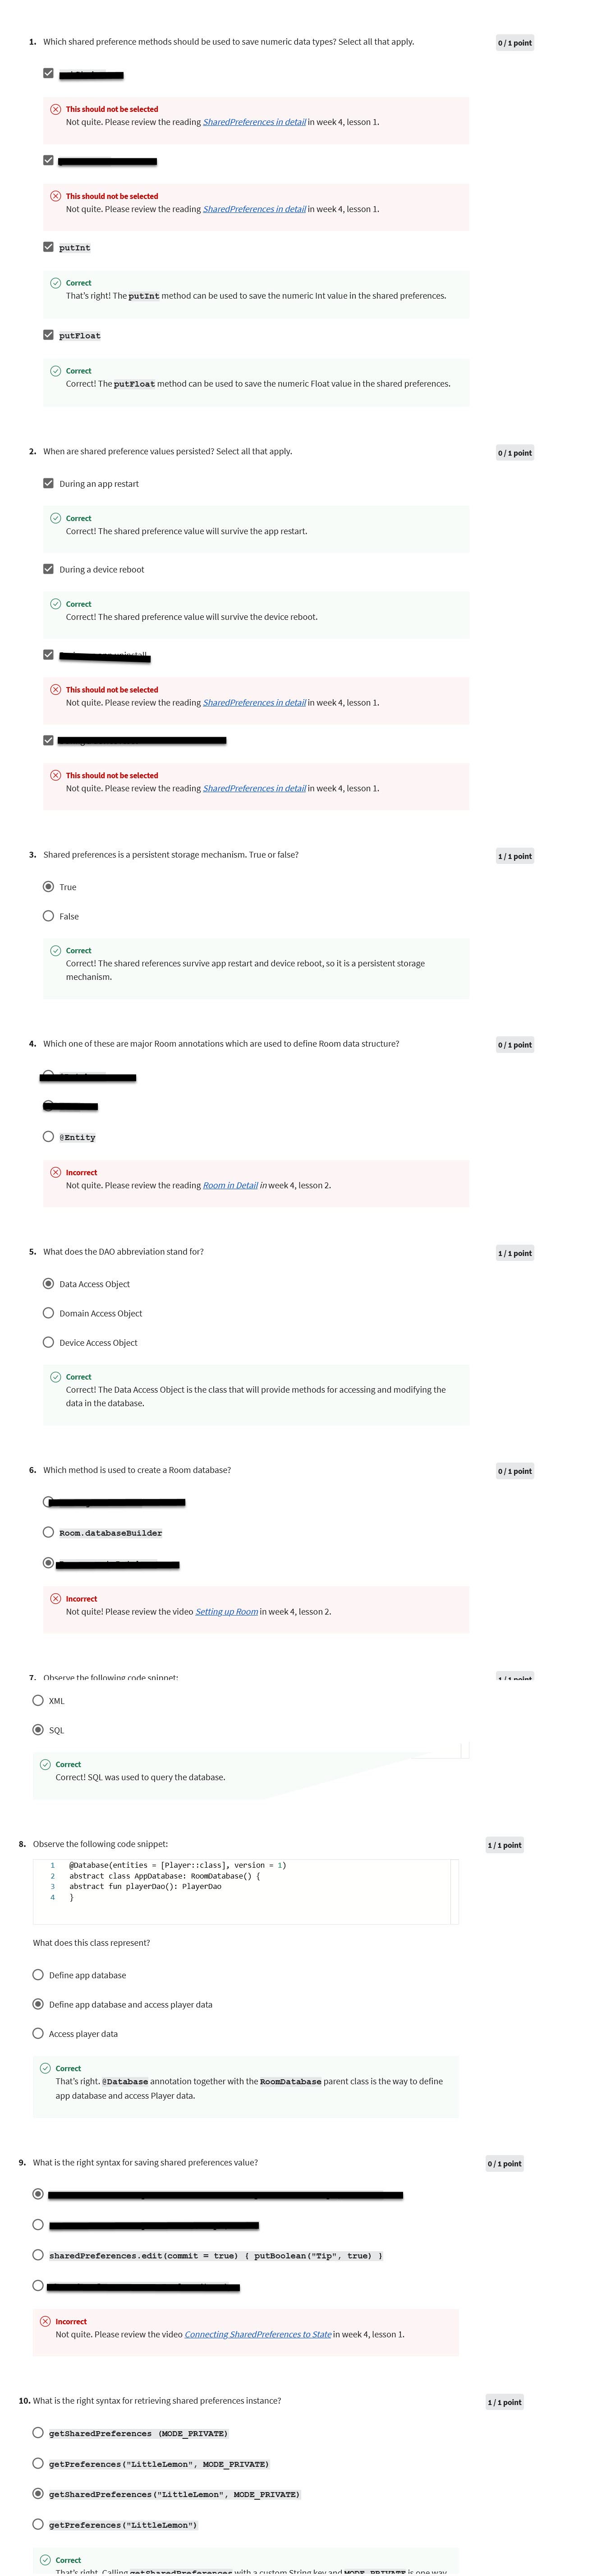 1. Which shared preference methods should be used to save numeric data types? Select all that apply.
0 / 1 point
This should not be selected
Not quite. Please review the reading SharedPreferences in detail in week 4, lesson 1.
This should not be selected
Not quite. Please review the reading SharedPreferences in detail in week 4, lesson 1.
putInt
Correct
That's right! The putInt method can be used to save the numeric Int value in the shared preferences.
putFloat
Correct
Correct! The putFloat method can be used to save the numeric Float value in the shared preferences.
2. When are shared preference values persisted? Select all that apply.
0 / 1 point
During an app restart
Correct
Correct! The shared preference value will survive the app restart.
During a device reboot
Correct
Correct! The shared preference value will survive the device reboot.
This should not be selected
Not quite. Please review the reading SharedPreferences in detail in week 4, lesson 1.
This should not be selected
Not quite. Please review the reading SharedPreferences in detail in week 4, lesson 1.
3. Shared preferences is a persistent storage mechanism. True or false?
1 / 1 point
True
False
Correct
Correct! The shared references survive app restart and device reboot, so it is a persistent storage
mechanism.
4. Which one of these are major Room annotations which are used to define Room data structure?
0 / 1 point
@Entity
Incorrect
Not quite. Please review the reading Room in Detail in week 4, lesson 2.
5. What does the DAO abbreviation stand for?
1 / 1 point
Data Access Object
Domain Access Object
Device Access Object
Correct
Correct! The Data Access Object is the class that will provide methods for accessing and modifying the
data in the database.
6. Which method is used to create a Room database?
0 / 1 point
Room.databaseBuilder
Incorrect
Not quite! Please review the video Setting up Room in week 4, lesson 2.
7. Observe the following code snippet:
1 / 1 point
XML
SQL
Correct
Correct! SQL was used to query the database.
8. Observe the following code snippet:
1 / 1 point
1 @Database(entities = [Player::class], version = 1)
2 abstract class AppDatabase: RoomDatabase() {
3 abstract fun playerDao(): PlayerDao
4 }
What does this class represent?
Define app database
Define app database and access player data
Access player data
Correct
That's right. @Database annotation together with the RoomDatabase parent class is the way to define
app database and access Player data.
9. What is the right syntax for saving shared preferences value?
0 / 1 point
sharedPreferences.edit(commit = true) { putBoolean("Tip", true) }
Incorrect
Not quite. Please review the video Connecting SharedPreferences to State in week 4, lesson 1.
10. What is the right syntax for retrieving shared preferences instance?
1 / 1 point
getSharedPreferences (MODE_PRIVATE)
getPreferences("LittleLemon", MODE_PRIVATE)
getSharedPreferences("LittleLemon", MODE_PRIVATE)
getPreferences("LittleLemon")
Correct
That's right. Calling getSharedPreferences with a custom String key and MODE_PRIVATE is one way